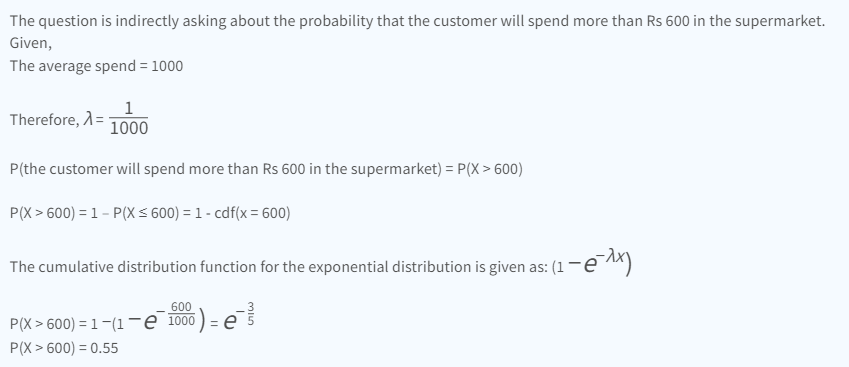 The question is indirectly asking about the probability that the customer will spend more than Rs 600 in the supermarket.
Given,
The average spend = 1000
Therefore, λ = 1/1000
P(the customer will spend more than Rs 600 in the supermarket) = P(X > 600)
P(X > 600) = 1 – P(X ≤ 600) = 1 - cdf(x = 600)
The cumulative distribution function for the exponential distribution is given as: (1 − e^−λx)
P(X > 600) = 1 −(1 − e^−600/1000) = e^−3/5
P(X > 600) = 0.55